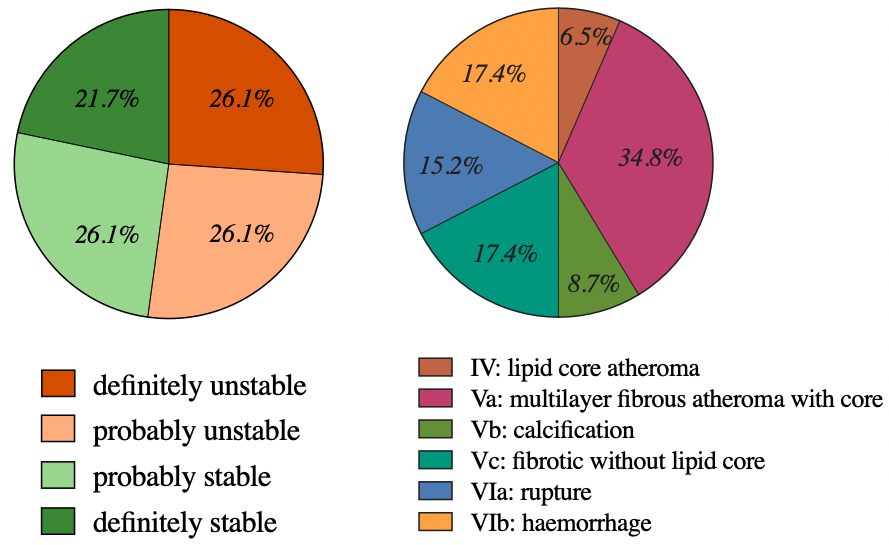 21.7%
26.1%
26.1%
26.1%
definitely unstable
probably unstable
probably stable
definitely stable
6.5%
17.4%
34.8%
15.2%
17.4%
8.7%
IV: lipid core atheroma
Va: multilayer fibrous atheroma with core
Vb: calcification
Vc: fibrotic without lipid core
VIa: rupture
VIb: haemorrhage